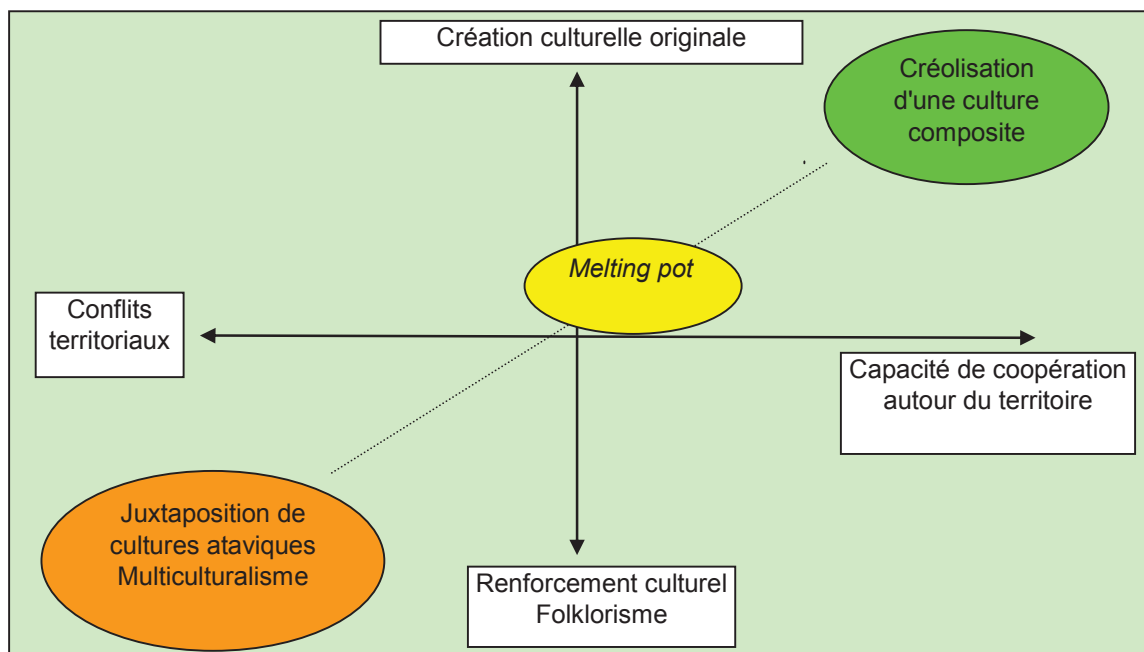 Création culturelle originale
Créolisation
d'une culture
composite
Melting pot
Conflits
territoriaux
Capacité de coopération
autour du territoire
Juxtaposition de
cultures ataviques
Multiculturalisme
Renforcement culturel
Folklorisme